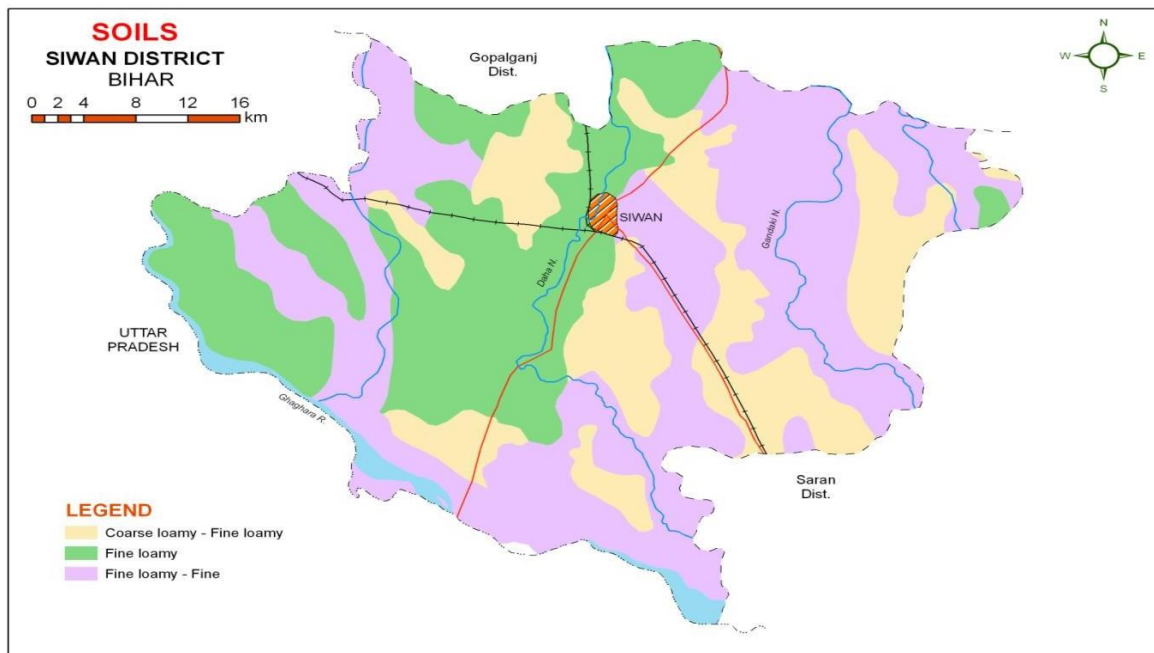 SOILS
SIWAN DISTRICT
BIHAR
0 2 4 8 12 16
km
Gopalganj
Dist.
N
W E
S
SIWAN
Daha N.
Gandaki N.
UTTAR
PRADESH
Ghaghara R.
Saran
Dist.
LEGEND
Coarse loamy - Fine loamy
Fine loamy
Fine loamy - Fine